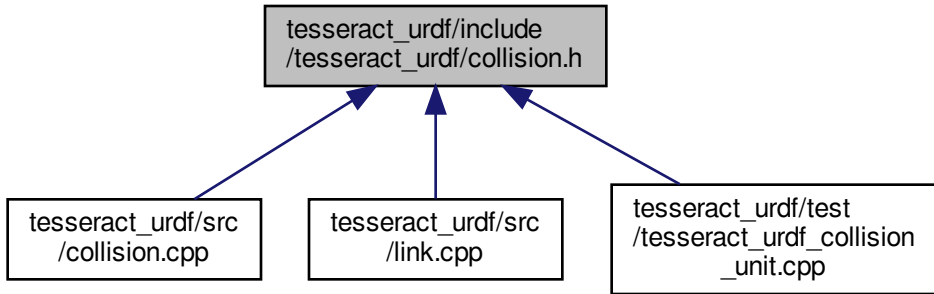 tesseract_urdf/include
/tesseract_urdf/collision.h
tesseract_urdf/src
/collision.cpp
tesseract_urdf/src
/link.cpp
tesseract_urdf/test
/tesseract_urdf_collision
_unit.cpp